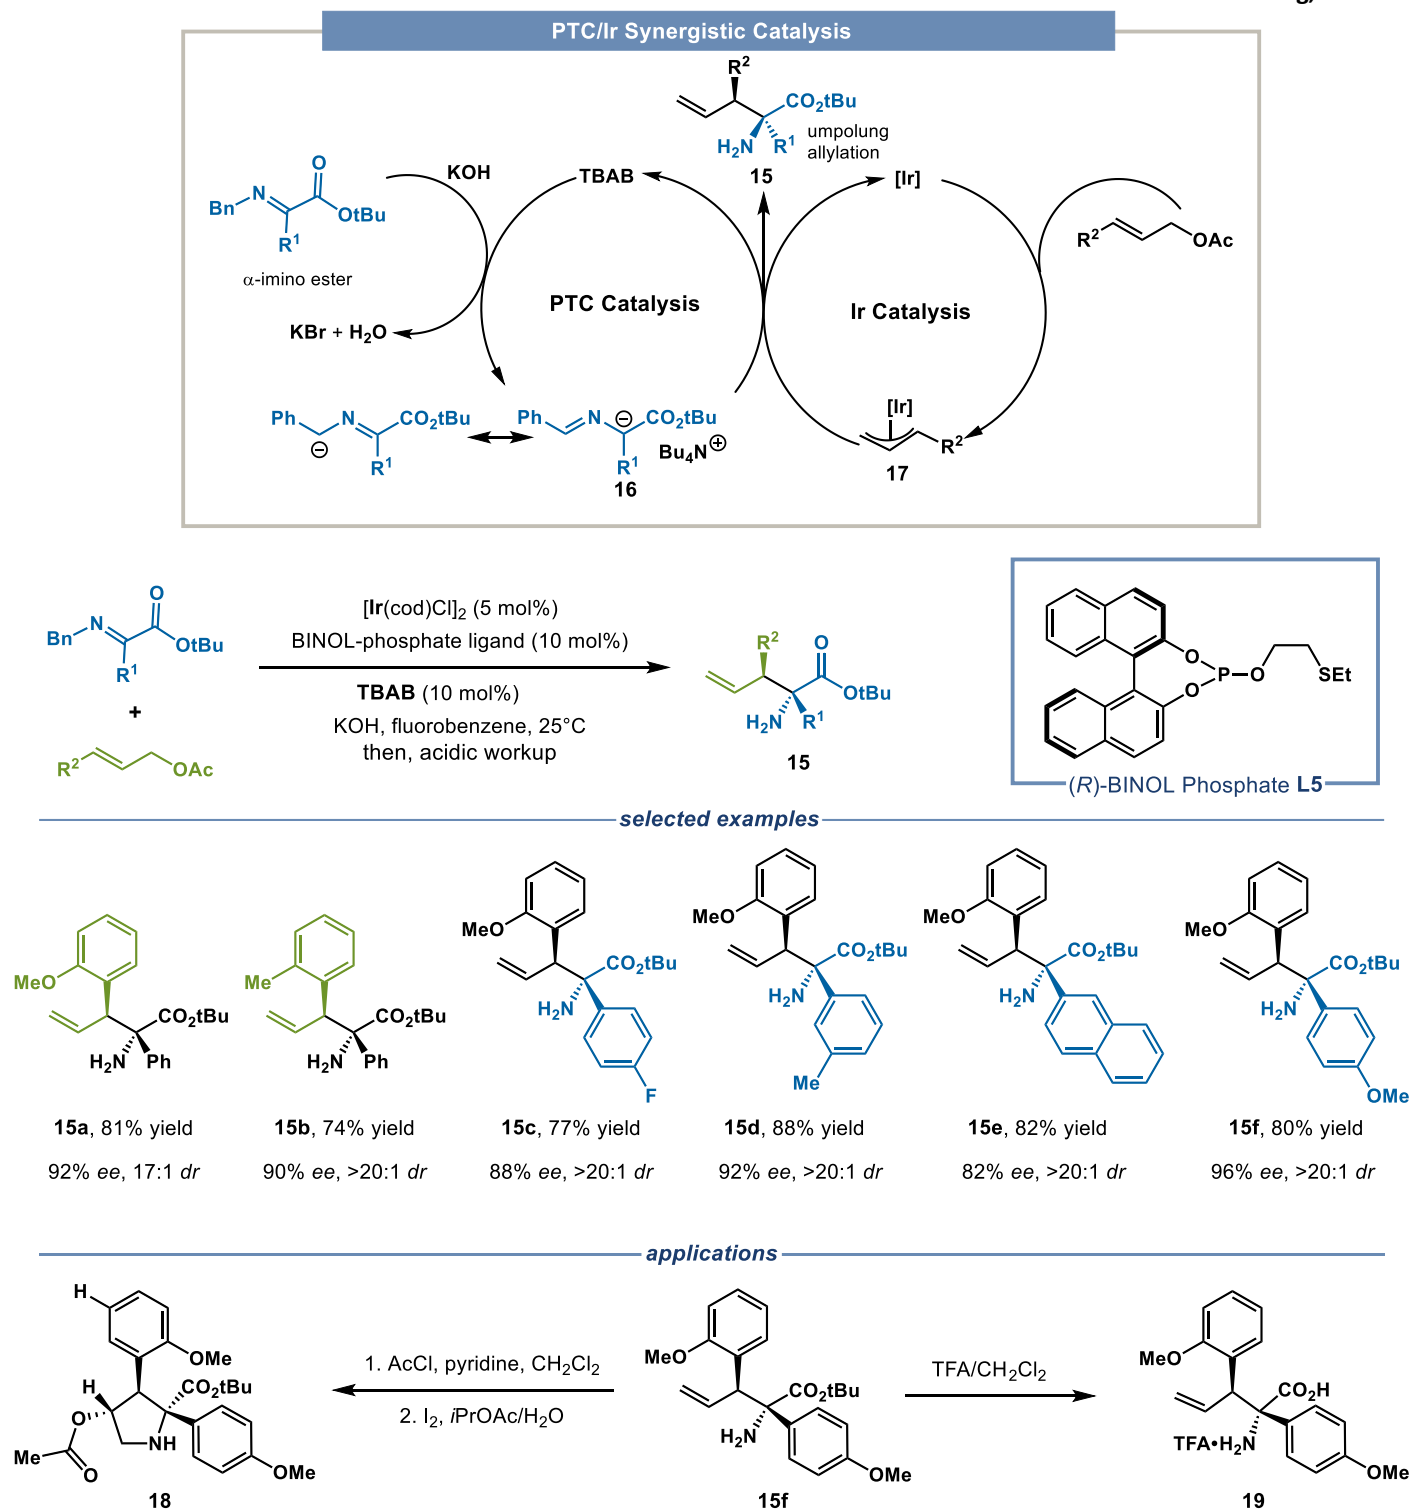 PTC/Ir Synergistic Catalysis
R2
CO2tBu
H2N
R1
umpolung
allylation
15
KOH
TBAB
[Ir]
Bn
N
O
OtBu
R1
α-imino ester
R2
OAc
PTC Catalysis
Ir Catalysis
KBr + H2O
Ph
N
CO2tBu
⊖
R1
Ph
N
⊖
CO2tBu
R1
Bu4N⊕
16
[Ir]
R2
17
Bn
N
O
OtBu
R1
+
R2
OAc
[Ir(cod)Cl]2 (5 mol%)
BINOL-phosphate ligand (10 mol%)
TBAB (10 mol%)
KOH, fluorobenzene, 25°C
then, acidic workup
R2
O
OtBu
H2N
R1
15
O
P
O
O
SEt
(R)-BINOL Phosphate L5
selected examples
MeO
CO2tBu
H2N
Ph
15a, 81% yield
92% ee, 17:1 dr
Me
CO2tBu
H2N
Ph
15b, 74% yield
90% ee, >20:1 dr
MeO
CO2tBu
H2N
F
15c, 77% yield
88% ee, >20:1 dr
MeO
CO2tBu
H2N
Me
15d, 88% yield
92% ee, >20:1 dr
MeO
CO2tBu
H2N
15e, 82% yield
82% ee, >20:1 dr
MeO
CO2tBu
H2N
OMe
15f, 80% yield
96% ee, >20:1 dr
applications
H
OMe
H
CO2tBu
O
NH
Me
O
OMe
18
1. AcCl, pyridine, CH2Cl2
2. I2, iPrOAc/H2O
MeO
CO2tBu
H2N
OMe
15f
TFA/CH2Cl2
MeO
CO2H
TFA•H2N
OMe
19